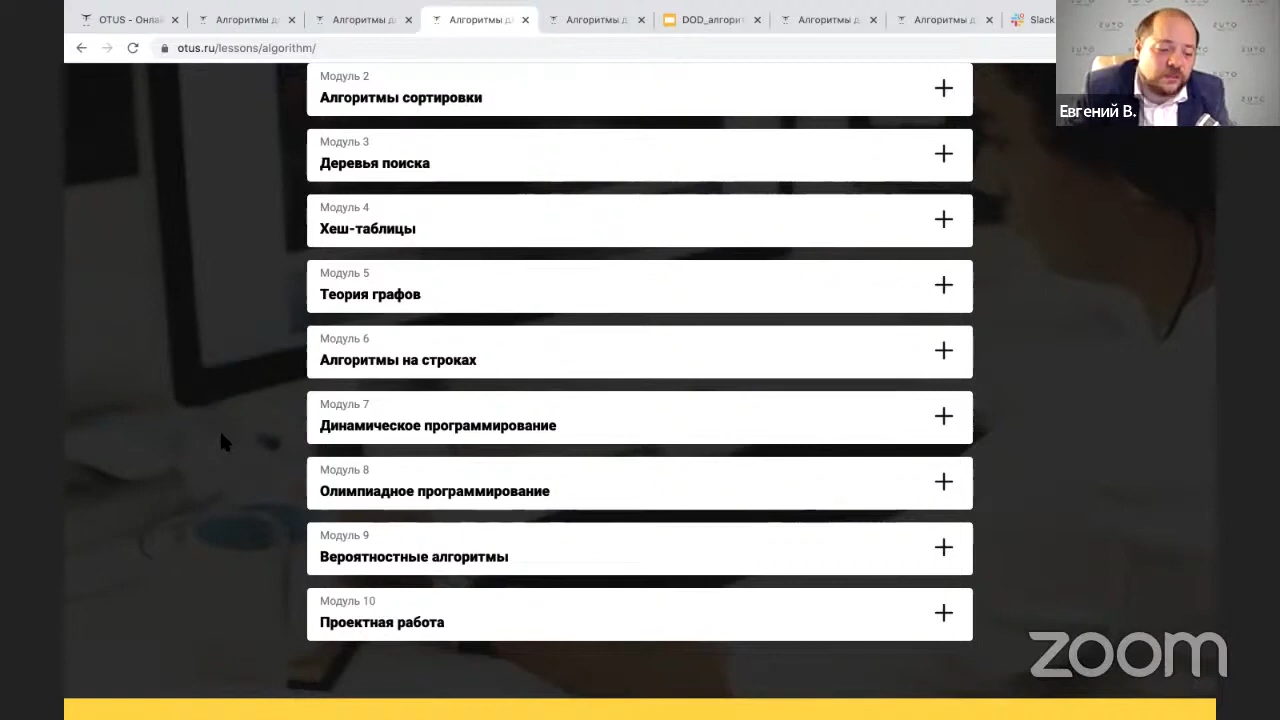 OTUS - Онлай
Алгоритмы д
Алгоритмы д
Алгоритмы д
Алгоритмы д
DOD_алгори
Алгоритмы д
Алгоритмы д
Slack
otus.ru/lessons/algorithm/
Евгений В.
Модуль 2
Алгоритмы сортировки
Модуль 3
Деревья поиска
Модуль 4
Хеш-таблицы
Модуль 5
Теория графов
Модуль 6
Алгоритмы на строках
Модуль 7
Динамическое программирование
Модуль 8
Олимпиадное программирование
Модуль 9
Вероятностные алгоритмы
Модуль 10
Проектная работа
zoom